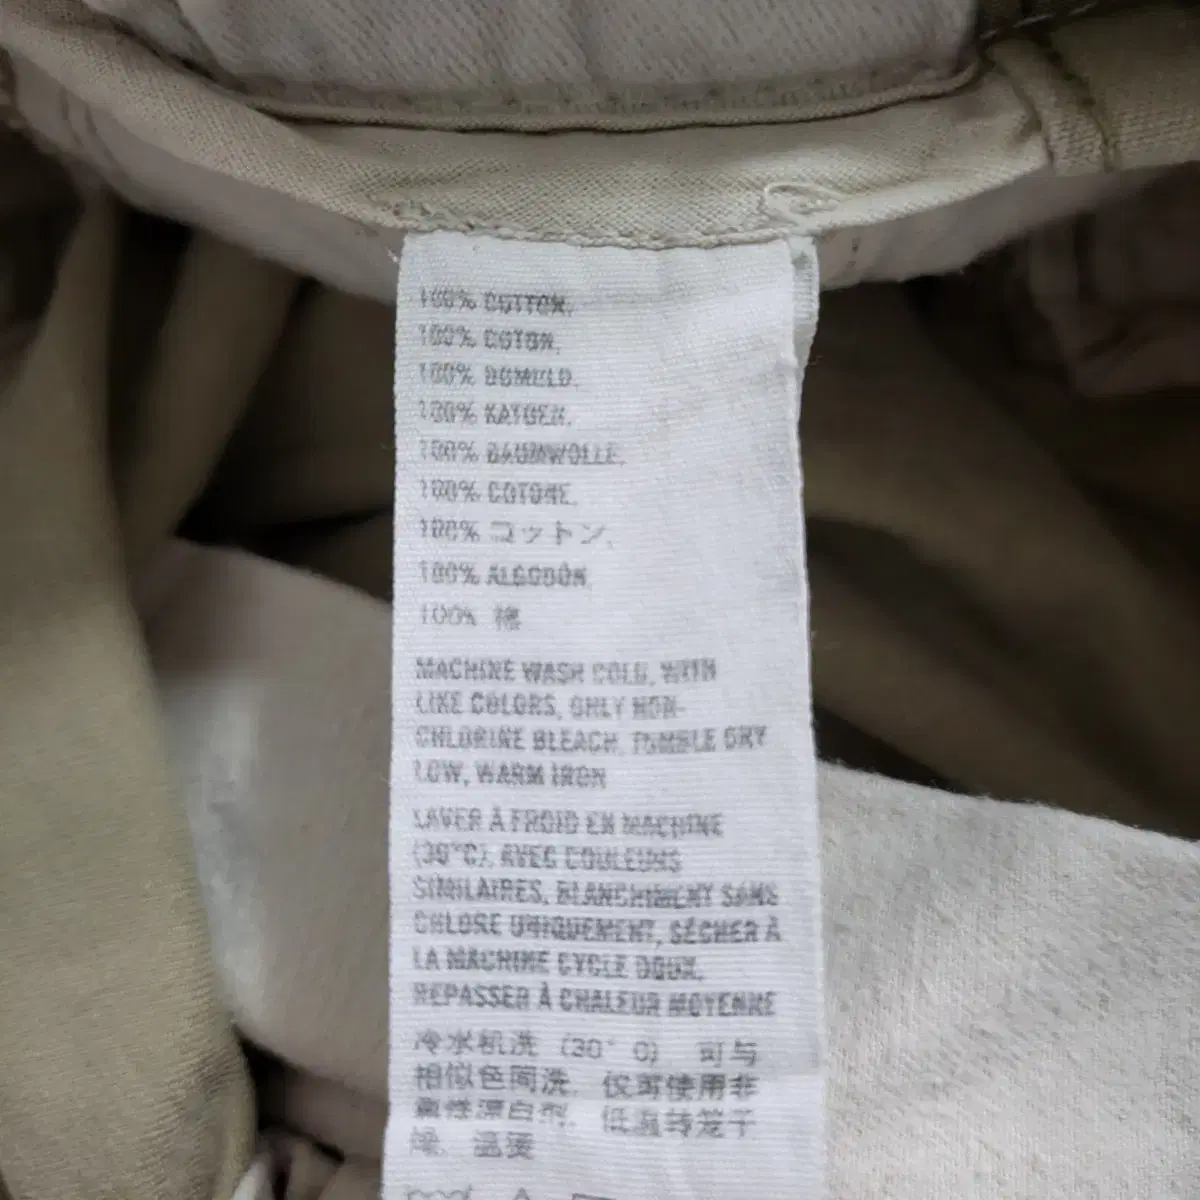 100% COTTON.
100% COTON.
100% BOMULD.
100% KATOEN.
100% BAUMWOLLE.
100% COTONE.
100% コットン.
100% ALGODÓN.
100% 棉
MACHINE WASH COLD, WITH
LIKE COLORS, ONLY NON-
CHLORINE BLEACH, TUMBLE DRY
LOW, WARM IRON
LAVER À FROID EN MACHINE
(30°C), AVEC COULEURS
SIMILAIRES, BLANCHIMENT SANS
CHLORE UNIQUEMENT, SÉCHER À
LA MACHINE CYCLE DOUX.
REPASSER À CHALEUR MOYENNE
冷水机洗 (30° C) 可与
相似色同洗. 仅可使用非
氯性漂白剂. 低温转笼干
燥. 温烫